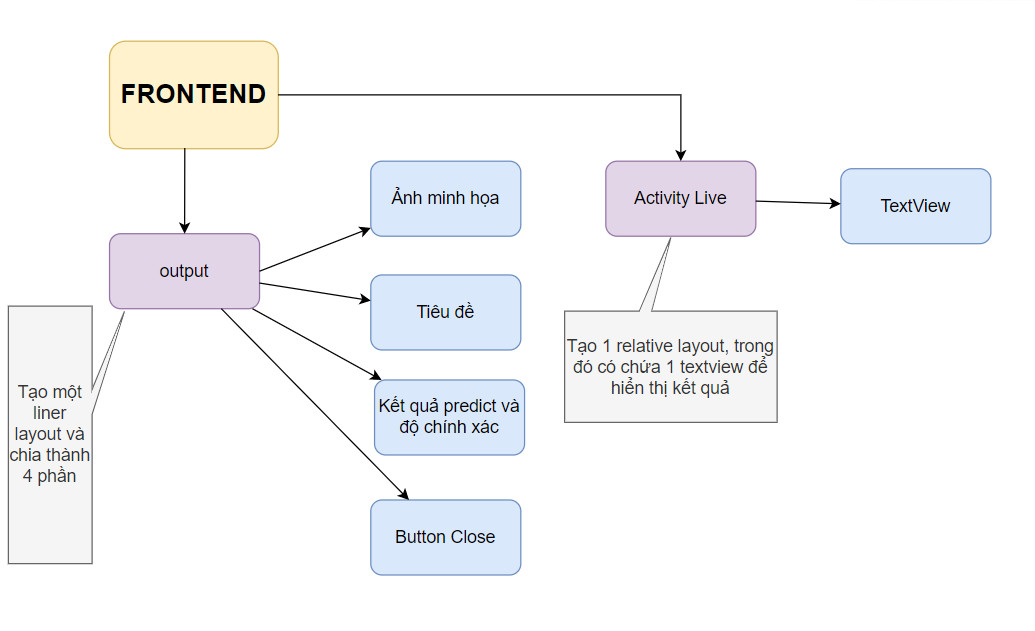 FRONTEND
output
Tạo một
liner
layout và
chia thành
4 phần
Ảnh minh họa
Tiêu đề
Kết quả predict và
độ chính xác
Button Close
Activity Live
Tạo 1 relative layout, trong
đó có chứa 1 textview để
hiển thị kết quả
TextView